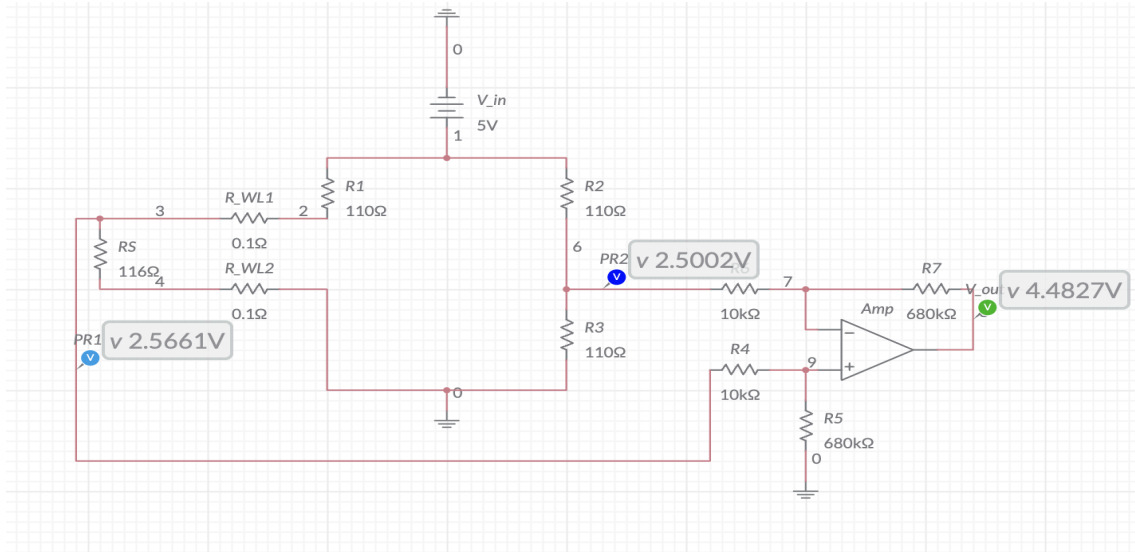 0
V_in
5V
1
R1
110Ω
R2
110Ω
R_WL1
3
2
0.1Ω
RS
116Ω
4
R_WL2
0.1Ω
6
PR2
V
v 2.5002V
R6
10kΩ
7
R7
680kΩ
V_out
V
v 4.4827V
Amp
−
+
R3
110Ω
PR1
V
v 2.5661V
R4
10kΩ
9
0
R5
680kΩ
0